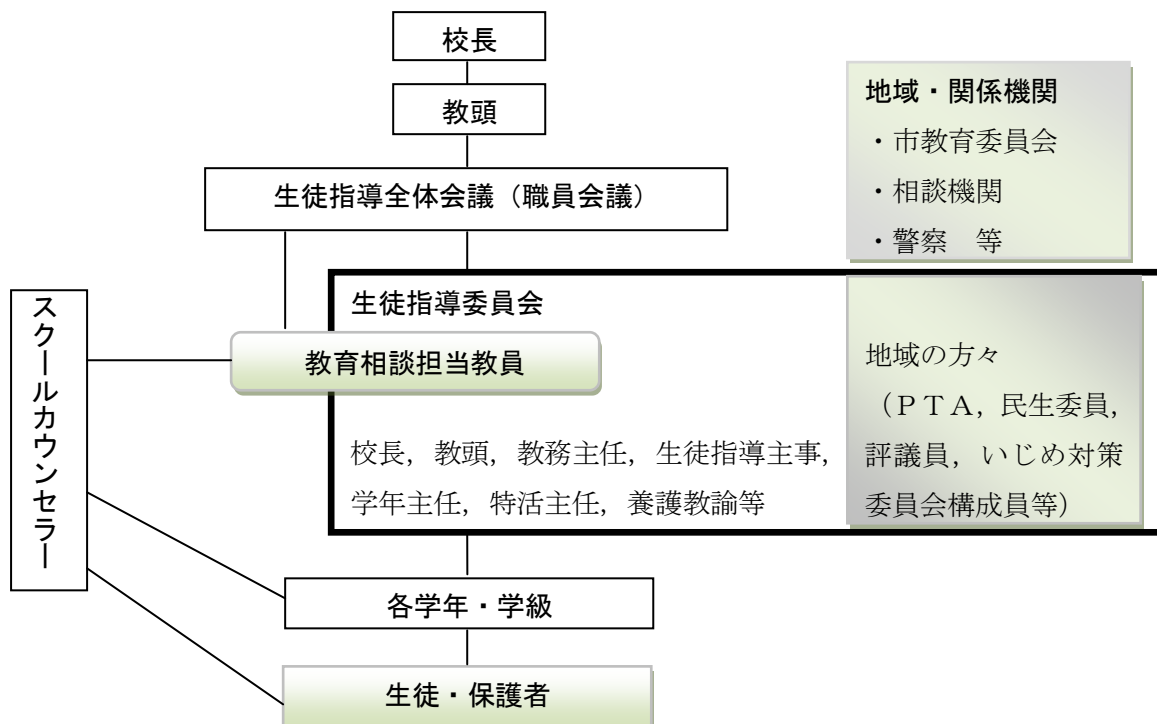 校長
教頭
生徒指導全体会議（職員会議）
地域・関係機関
・市教育委員会
・相談機関
・警察　等
スクールカウンセラー
生徒指導委員会
教育相談担当教員
校長，教頭，教務主任，生徒指導主事，
学年主任，特活主任，養護教諭等
地域の方々
（ＰＴＡ，民生委員，
評議員，いじめ対策
委員会構成員等）
各学年・学級
生徒・保護者